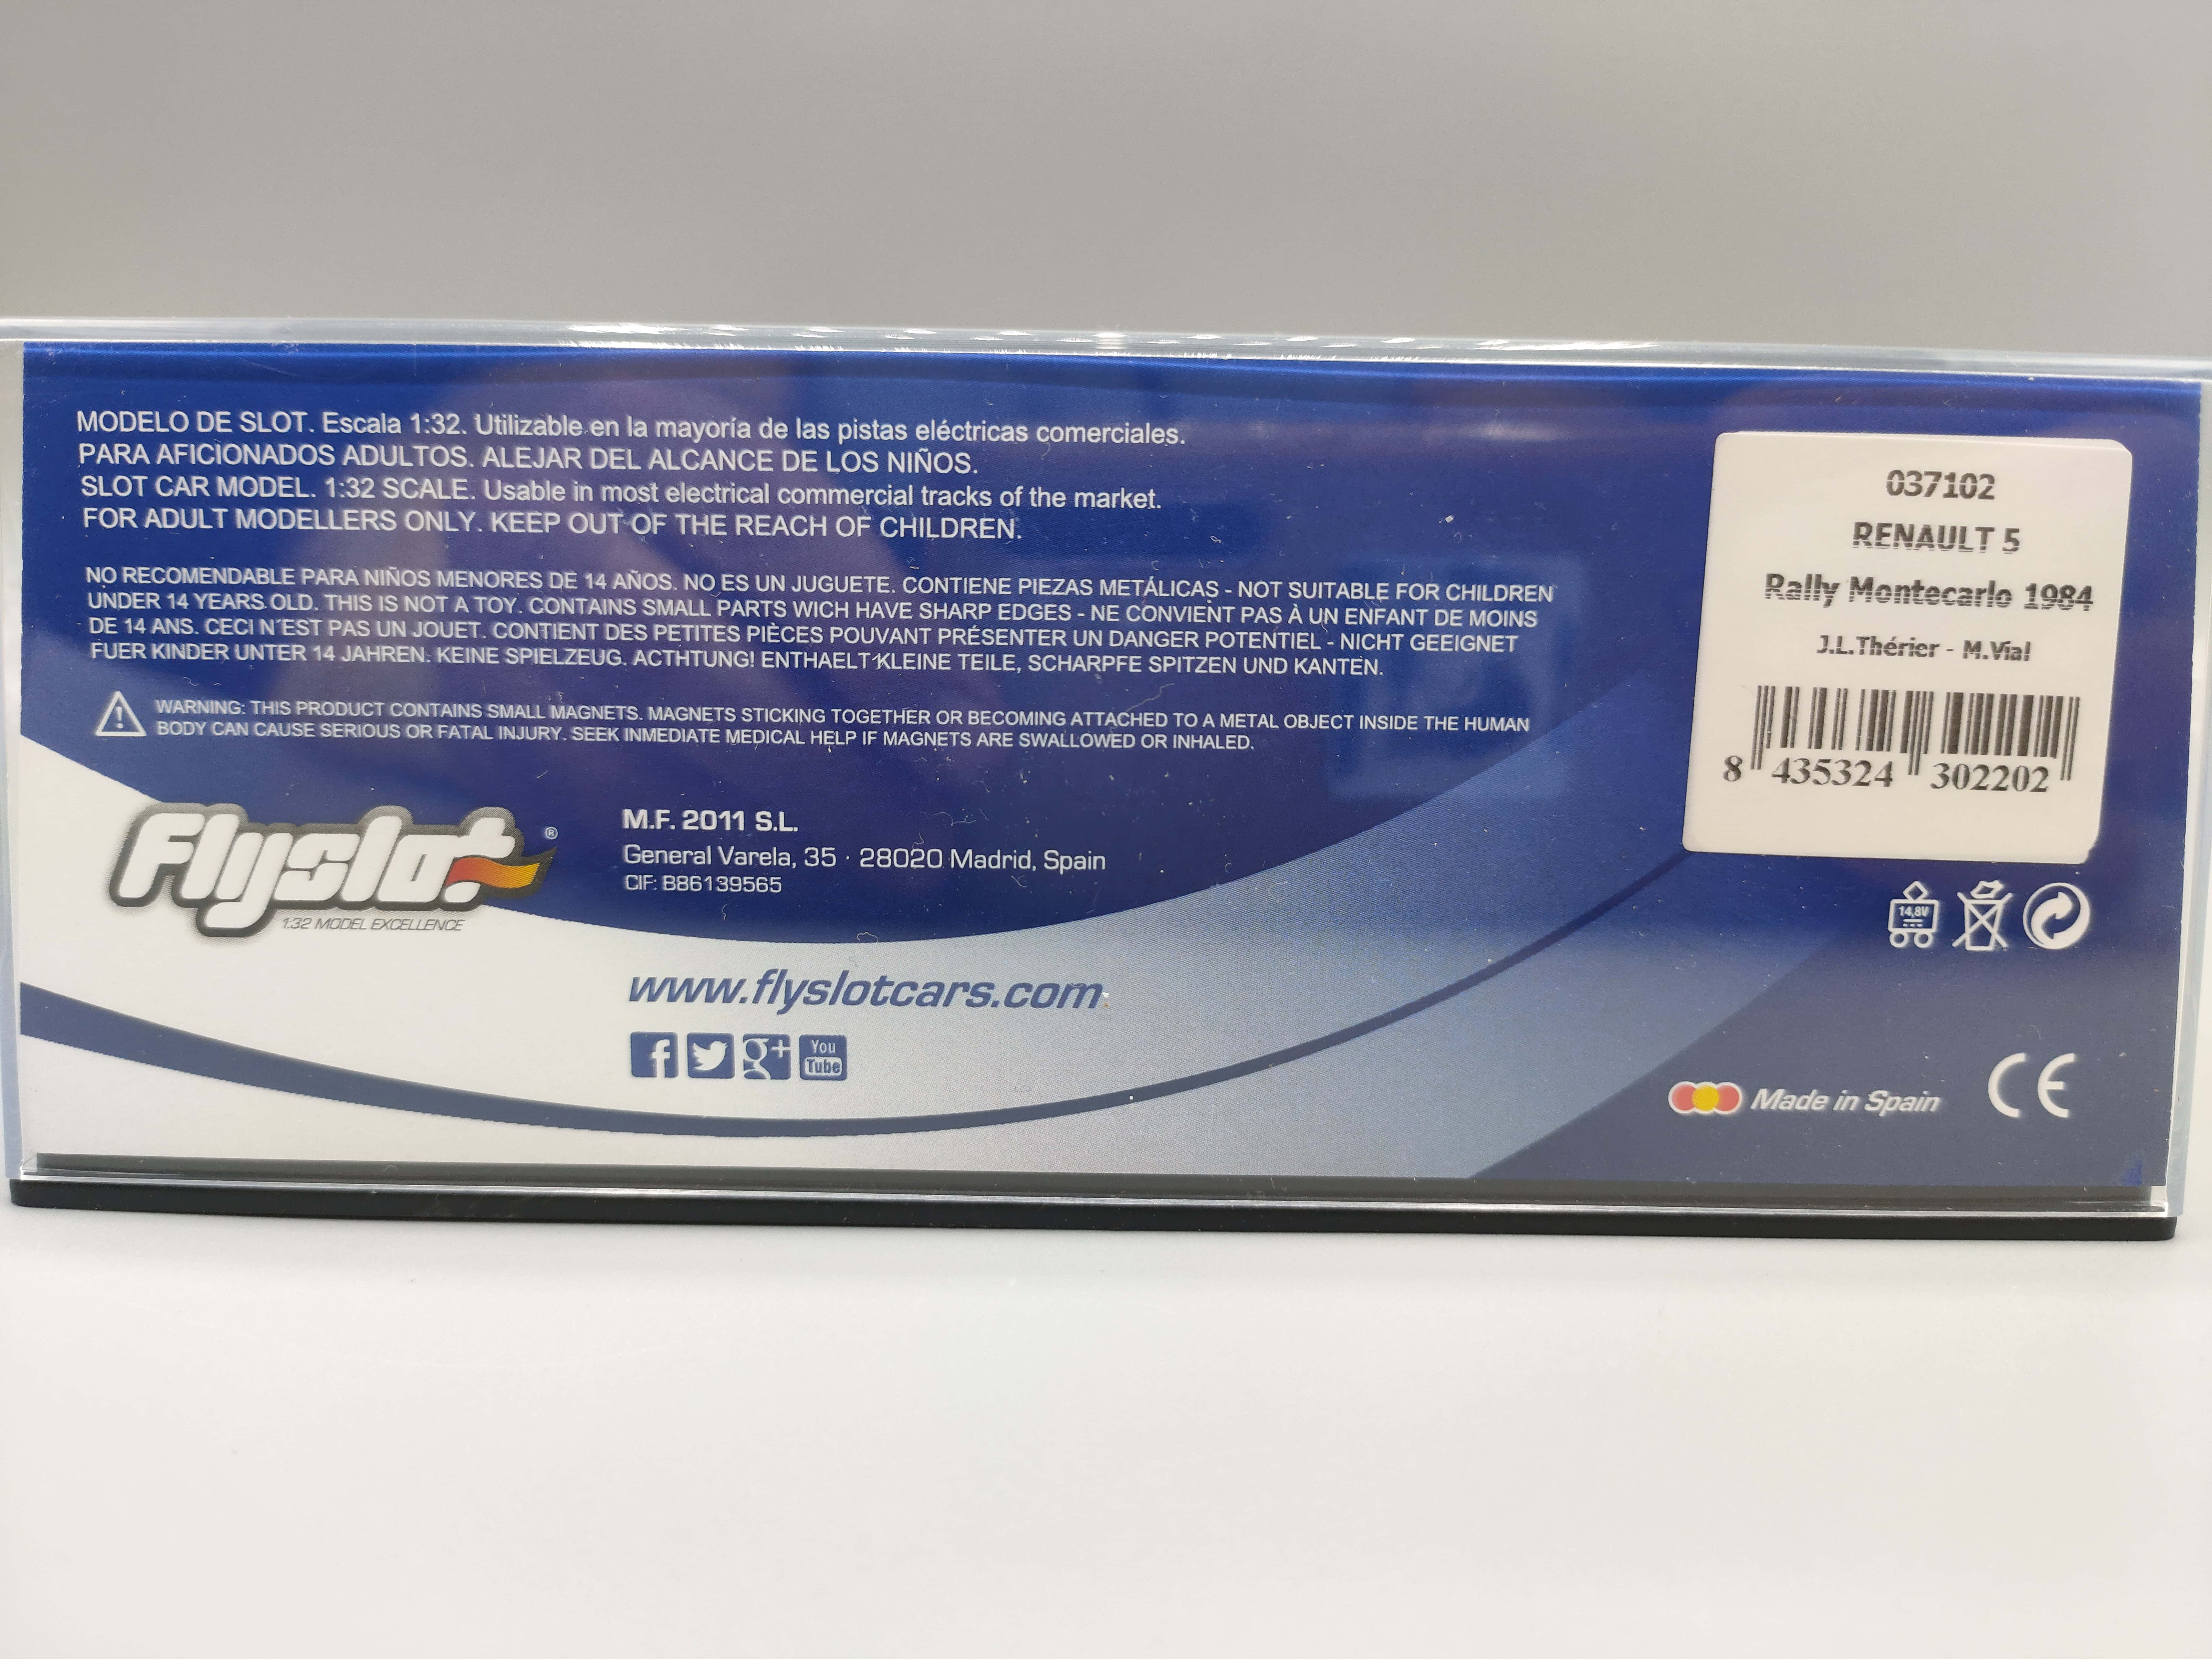 MODELO DE SLOT. Escala 1:32. Utilizable en la mayoría de las pistas eléctricas comerciales.
PARA AFICIONADOS ADULTOS. ALEJAR DEL ALCANCE DE LOS NIÑOS.
SLOT CAR MODEL. 1:32 SCALE. Usable in most electrical commercial tracks of the market.
FOR ADULT MODELLERS ONLY. KEEP OUT OF THE REACH OF CHILDREN.
NO RECOMENDABLE PARA NIÑOS MENORES DE 14 AÑOS. NO ES UN JUGUETE. CONTIENE PIEZAS METÁLICAS - NOT SUITABLE FOR CHILDREN
UNDER 14 YEARS OLD. THIS IS NOT A TOY. CONTAINS SMALL PARTS WICH HAVE SHARP EDGES - NE CONVIENT PAS À UN ENFANT DE MOINS
DE 14 ANS. CECI N´EST PAS UN JOUET. CONTIENT DES PETITES PIÈCES POUVANT PRÉSENTER UN DANGER POTENTIEL - NICHT GEEIGNET
FUER KINDER UNTER 14 JAHREN. KEINE SPIELZEUG. ACTHTUNG! ENTHAELT KLEINE TEILE, SCHARPFE SPITZEN UND KANTEN.
WARNING: THIS PRODUCT CONTAINS SMALL MAGNETS. MAGNETS STICKING TOGETHER OR BECOMING ATTACHED TO A METAL OBJECT INSIDE THE HUMAN
BODY CAN CAUSE SERIOUS OR FATAL INJURY. SEEK INMEDIATE MEDICAL HELP IF MAGNETS ARE SWALLOWED OR INHALED.
Flyslot ®
1:32 MODEL EXCELLENCE
M.F. 2011 S.L.
General Varela, 35 · 28020 Madrid, Spain
CIF: B86139565
www.flyslotcars.com
f g+ You Tube
037102
RENAULT 5
Rally Montecarlo 1984
J.L.Thérier - M.Vial
8 435324 302202
14,8V
Made in Spain CE